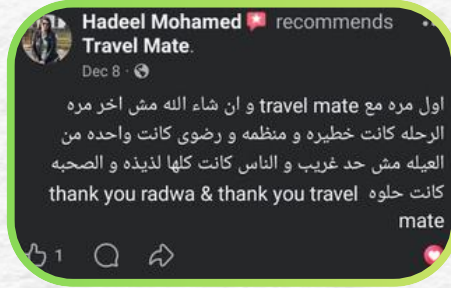 Hadeel Mohamed recommends
Travel Mate.
Dec 8 ·
اول مره مع travel mate و ان شاء الله مش اخر مره
الرحله كانت خطيره و منظمه و رضوى كانت واحده من
العيله مش حد غريب و الناس كانت كلها لذيذه و الصحبه
كانت حلوه thank you radwa & thank you travel
mate
1